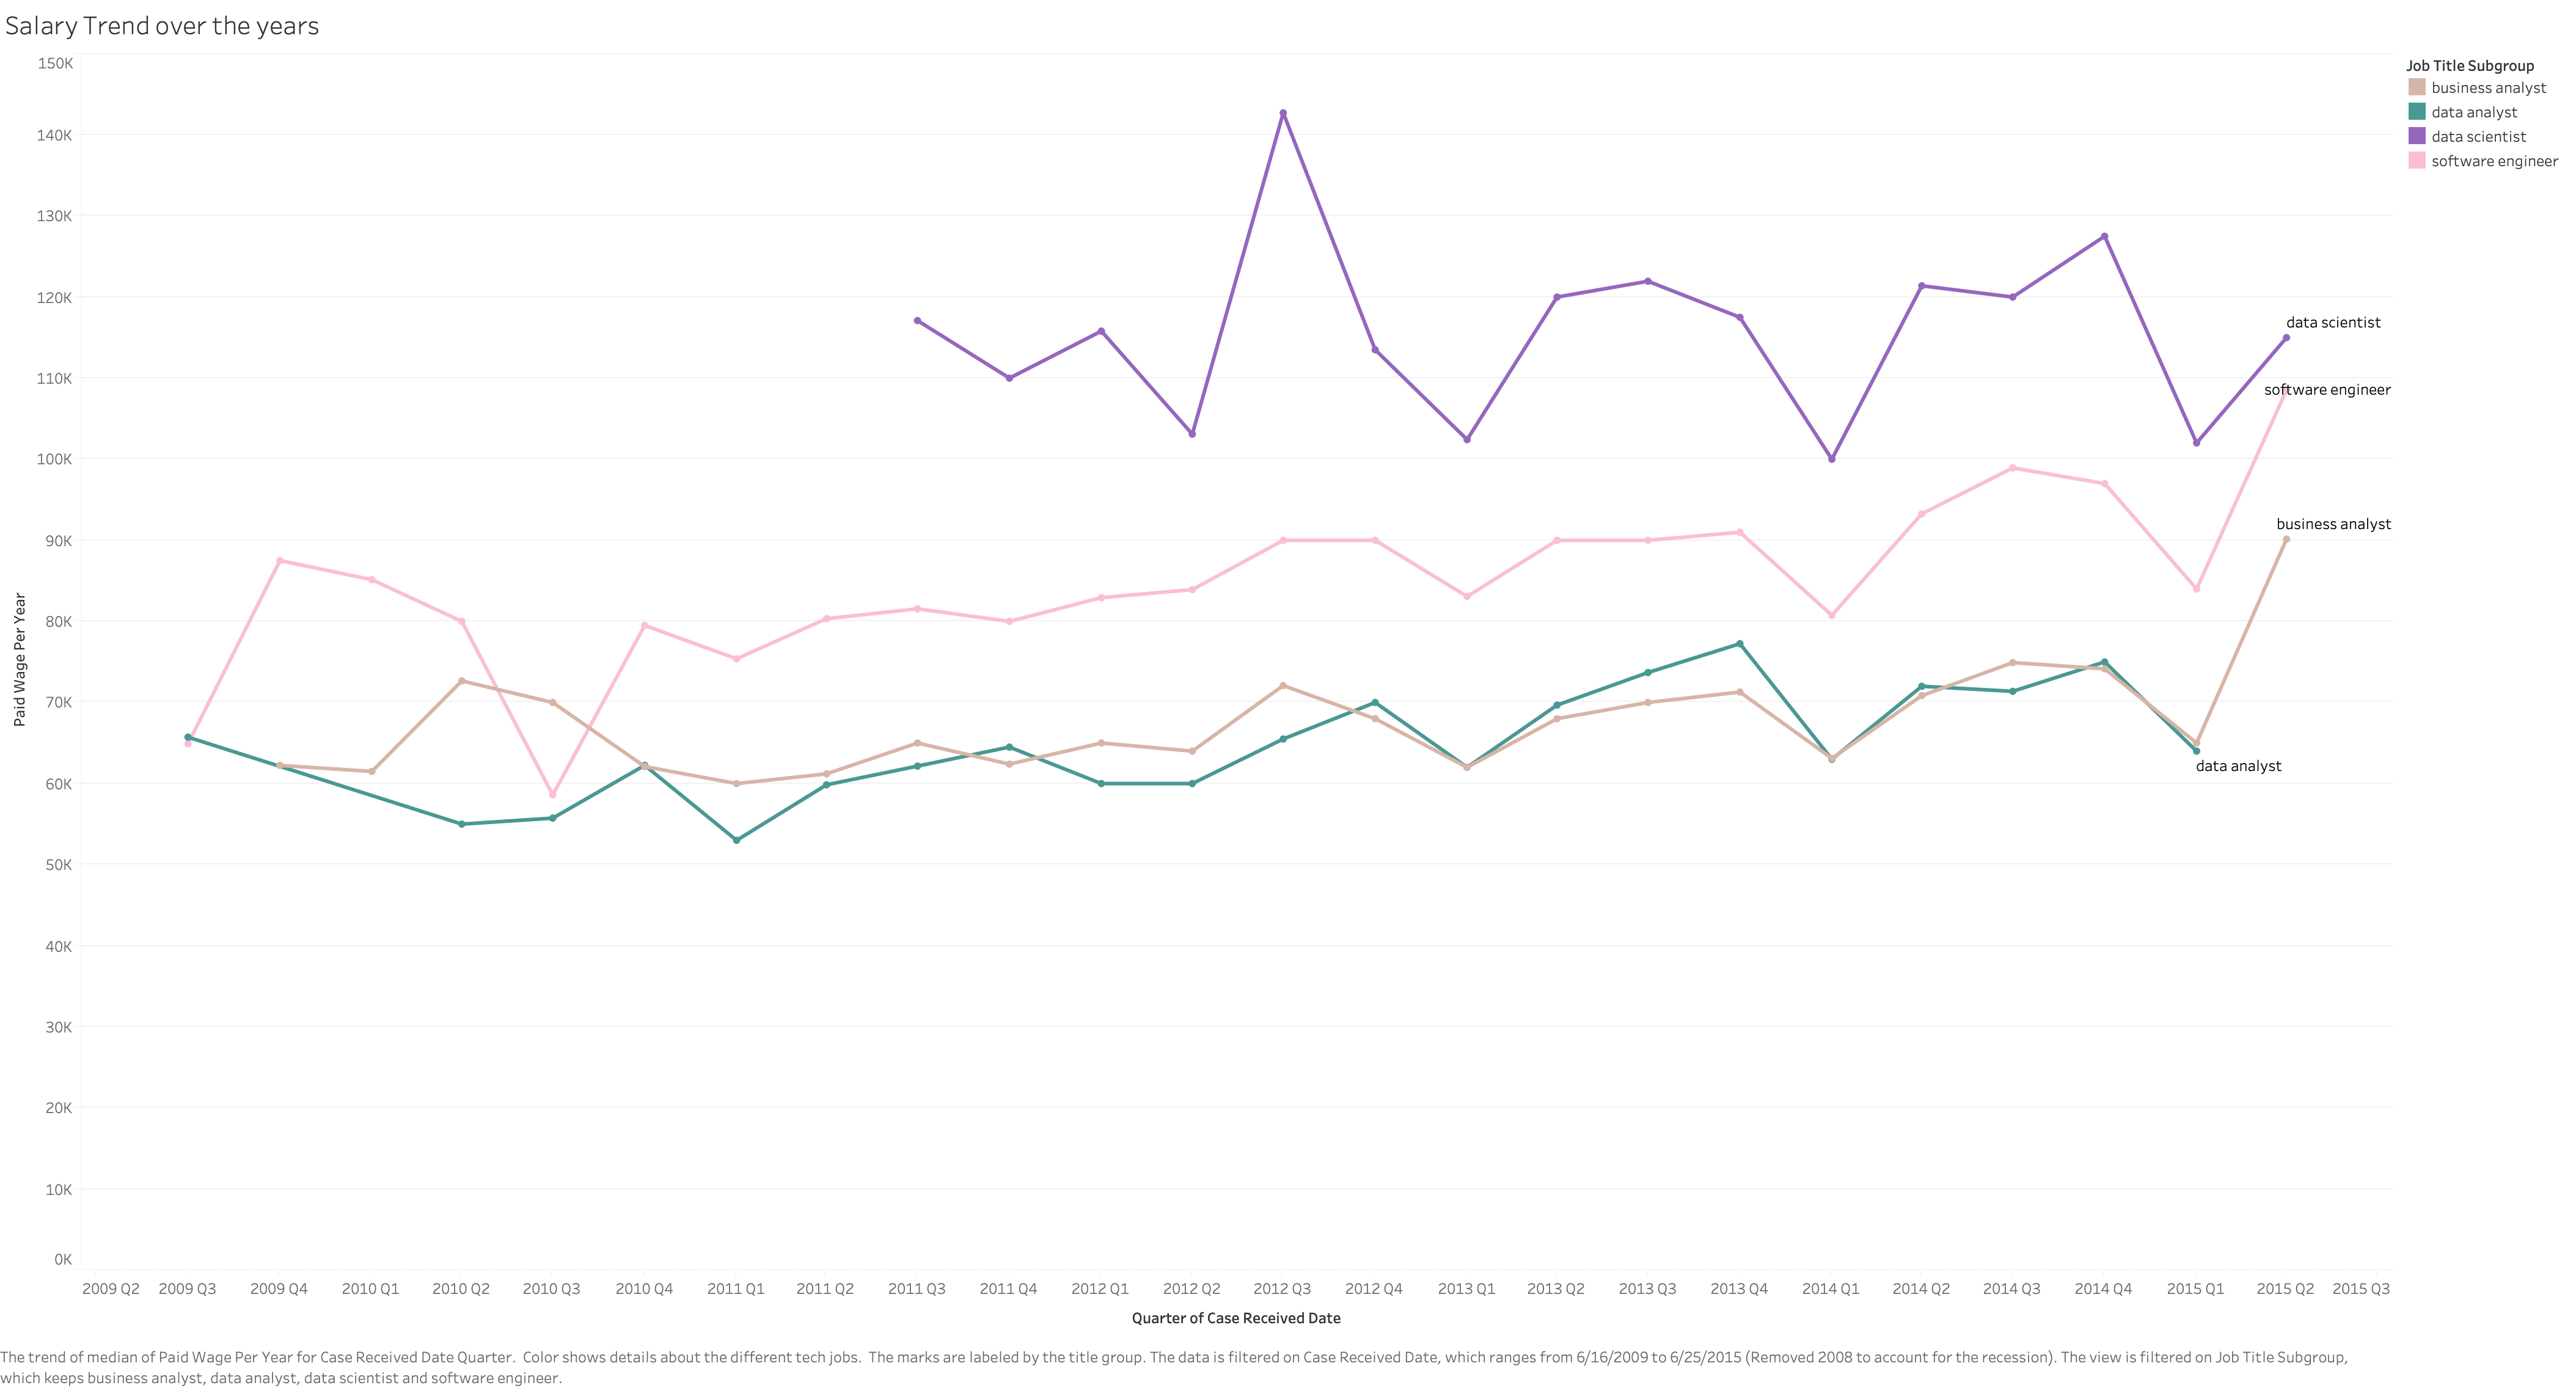 Salary Trend over the years
150K
140K
130K
120K
110K
100K
90K
80K
70K
60K
50K
40K
30K
20K
10K
0K
Paid Wage Per Year
data scientist
software engineer
business analyst
data analyst
2009 Q2 2009 Q3 2009 Q4 2010 Q1 2010 Q2 2010 Q3 2010 Q4 2011 Q1 2011 Q2 2011 Q3 2011 Q4 2012 Q1 2012 Q2 2012 Q3 2012 Q4 2013 Q1 2013 Q2 2013 Q3 2013 Q4 2014 Q1 2014 Q2 2014 Q3 2014 Q4 2015 Q1 2015 Q2 2015 Q3
Quarter of Case Received Date
Job Title Subgroup
business analyst
data analyst
data scientist
software engineer
The trend of median of Paid Wage Per Year for Case Received Date Quarter.  Color shows details about the different tech jobs.  The marks are labeled by the title group. The data is filtered on Case Received Date, which ranges from 6/16/2009 to 6/25/2015 (Removed 2008 to account for the recession). The view is filtered on Job Title Subgroup,
which keeps business analyst, data analyst, data scientist and software engineer.